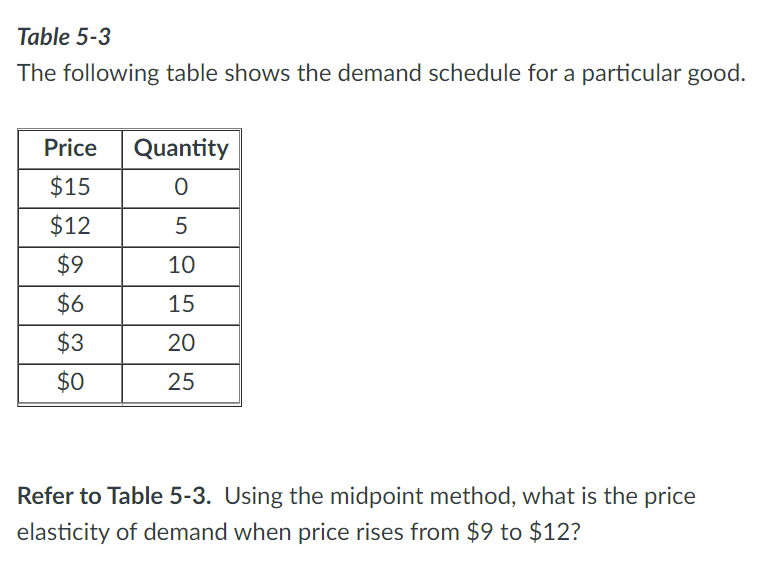 Table 5-3
The following table shows the demand schedule for a particular good.
Price Quantity
$15 0
$12 5
$9 10
$6 15
$3 20
$0 25
Refer to Table 5-3. Using the midpoint method, what is the price
elasticity of demand when price rises from $9 to $12?